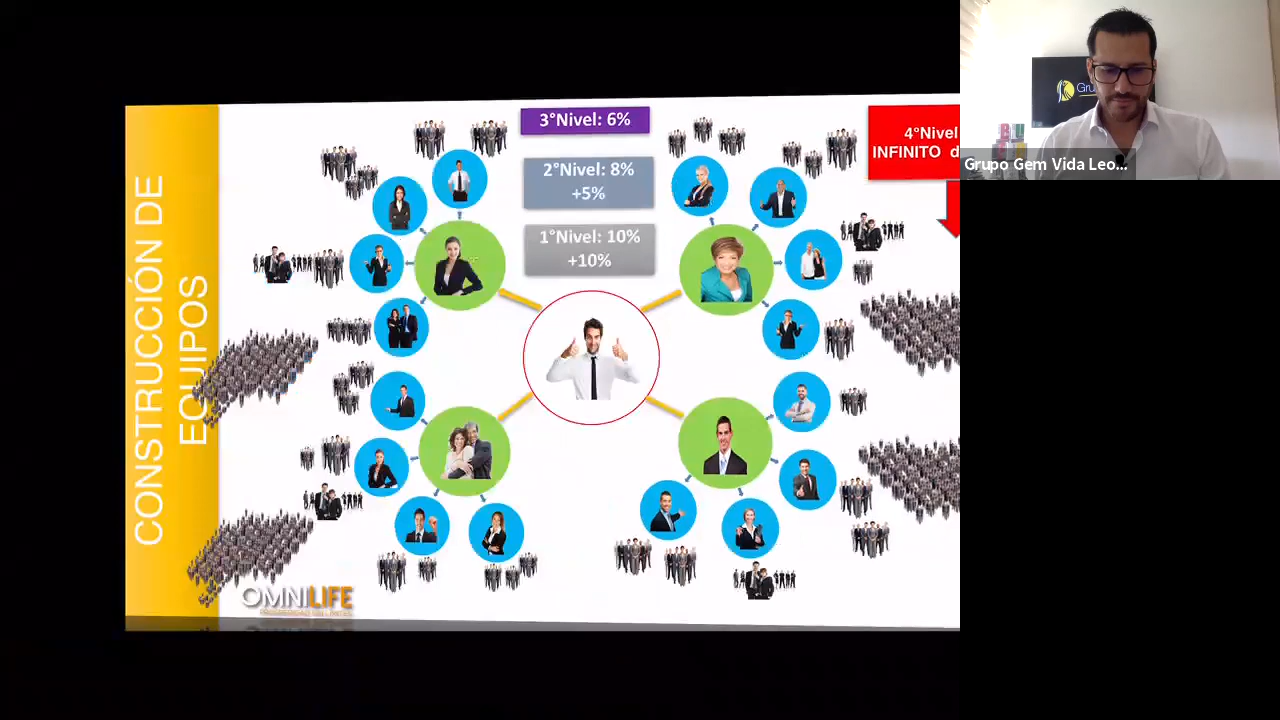 CONSTRUCCIÓN DE
EQUIPOS
3°Nivel: 6%
2°Nivel: 8%
+5%
1°Nivel: 10%
+10%
4°Nivel
INFINITO d
OMNILIFE
Gru
Grupo Gem Vida Leo...